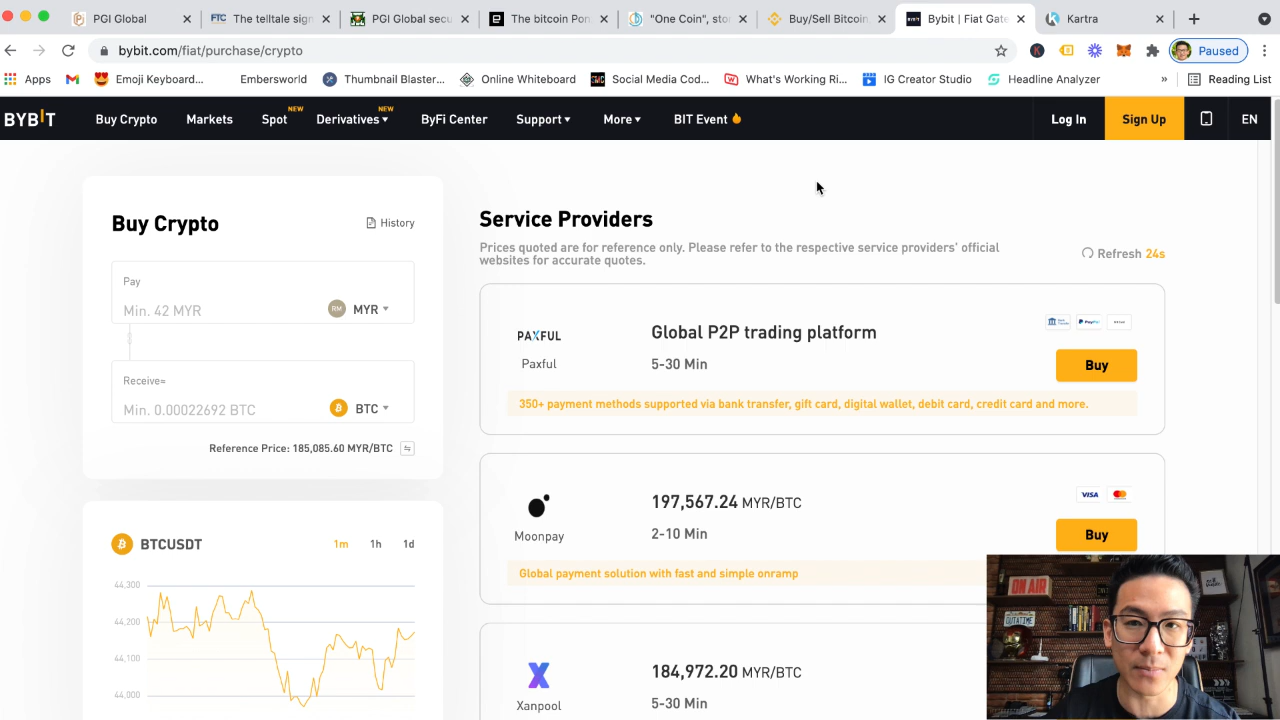 PGI Global
The telltale sign
PGI Global secu
The bitcoin Pon
"One Coin", sto
Buy/Sell Bitcoin
Bybit | Fiat Gate
Kartra
bybit.com/fiat/purchase/crypto
Paused
Apps
Emoji Keyboard...
Embersworld
Thumbnail Blaster...
Online Whiteboard
Social Media Cod...
What's Working Ri...
IG Creator Studio
Headline Analyzer
»
Reading List
BYBIT
Buy Crypto
Markets
Spot
NEW
Derivatives
NEW
ByFi Center
Support
More
BIT Event
Log In
Sign Up
EN
Buy Crypto
History
Pay
Min. 42 MYR
RM
MYR
Receive≈
Min. 0.00022692 BTC
BTC
Reference Price: 185,085.60 MYR/BTC
BTCUSDT
1m
1h
1d
44,300
44,200
44,100
44,000
Service Providers
Prices quoted are for reference only. Please refer to the respective service providers' official
websites for accurate quotes.
Refresh 24s
PAXFUL
Paxful
Global P2P trading platform
5-30 Min
PayPal
Buy
350+ payment methods supported via bank transfer, gift card, digital wallet, debit card, credit card and more.
Moonpay
197,567.24 MYR/BTC
2-10 Min
VISA
Buy
Global payment solution with fast and simple onramp
Xanpool
184,972.20 MYR/BTC
5-30 Min
ON AIR